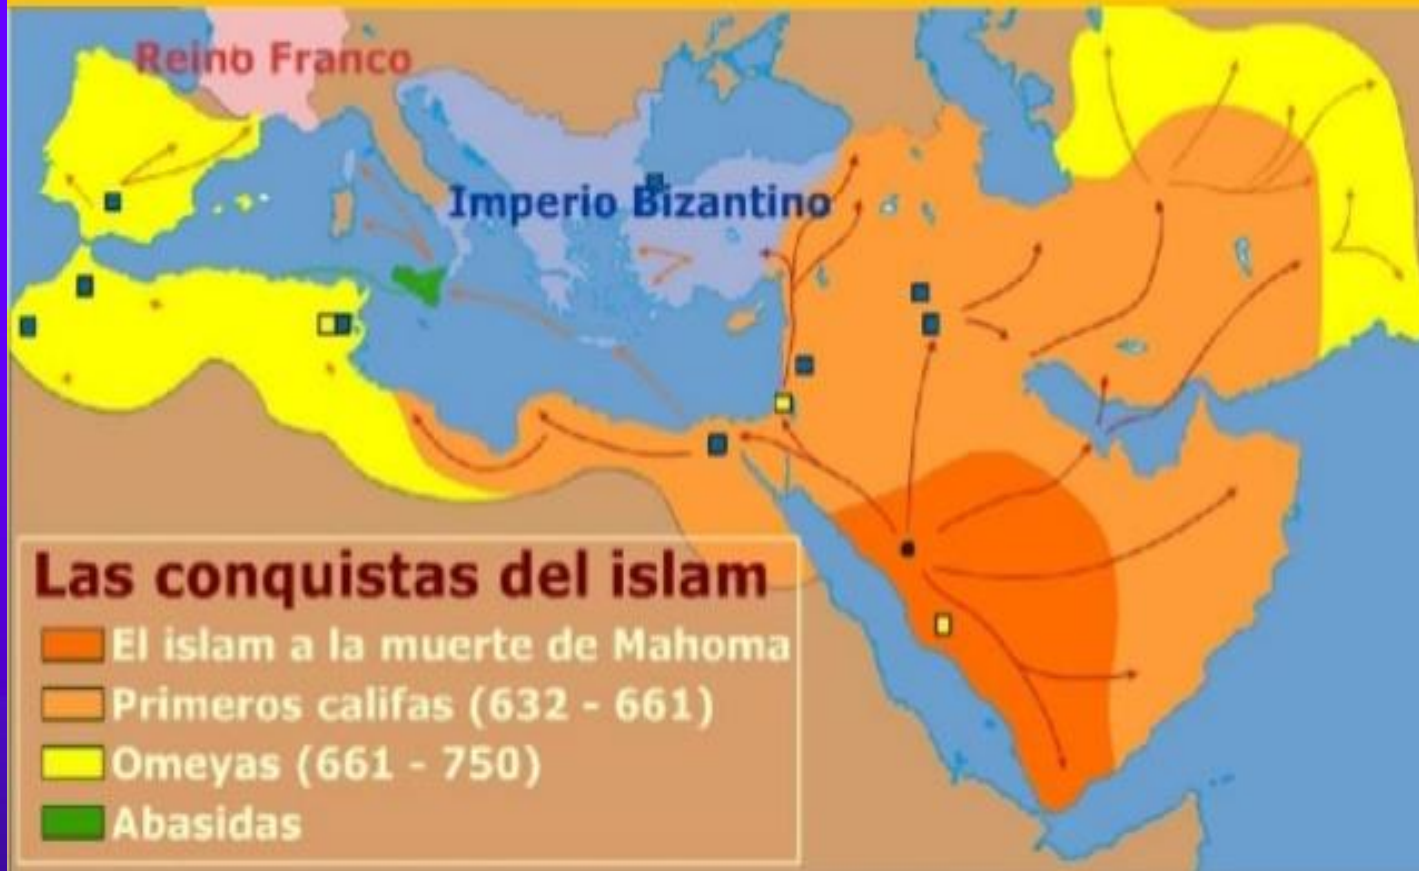 Reino Franco
Imperio Bizantino
Las conquistas del islam
El islam a la muerte de Mahoma
Primeros califas (632 - 661)
Omeyas (661 - 750)
Abasidas